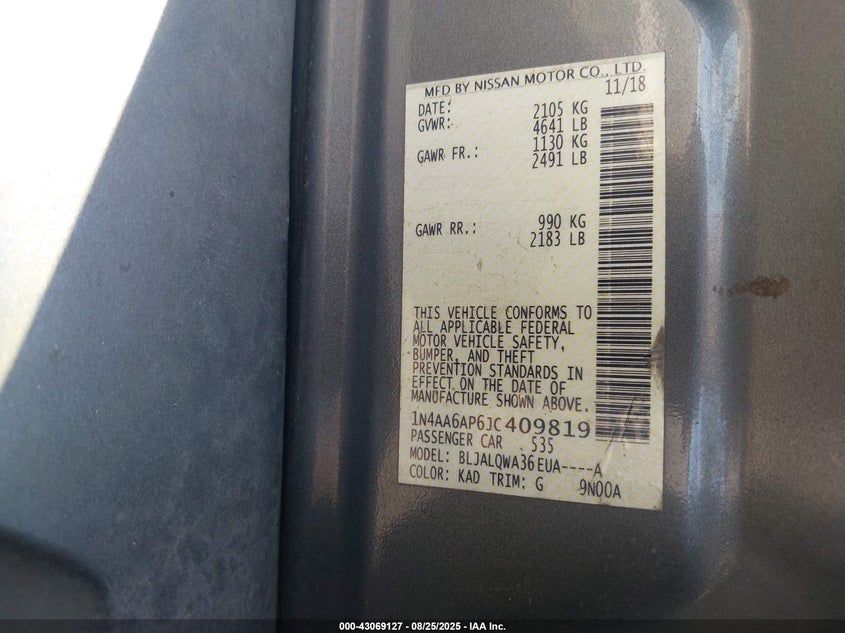 MFD BY NISSAN MOTOR CO., LTD.
DATE: 11/18
GVWR: 2105 KG
4641 LB
GAWR FR.: 1130 KG
2491 LB
GAWR RR.: 990 KG
2183 LB
THIS VEHICLE CONFORMS TO
ALL APPLICABLE FEDERAL
MOTOR VEHICLE SAFETY,
BUMPER, AND THEFT
PREVENTION STANDARDS IN
EFFECT ON THE DATE OF
MANUFACTURE SHOWN ABOVE.
1N4AA6AP6JC409819
PASSENGER CAR 535
MODEL: BLJALQWA36EUA----A
COLOR: KAD TRIM: G 9N00A
000-43069127 - 08/25/2025 - IAA Inc.